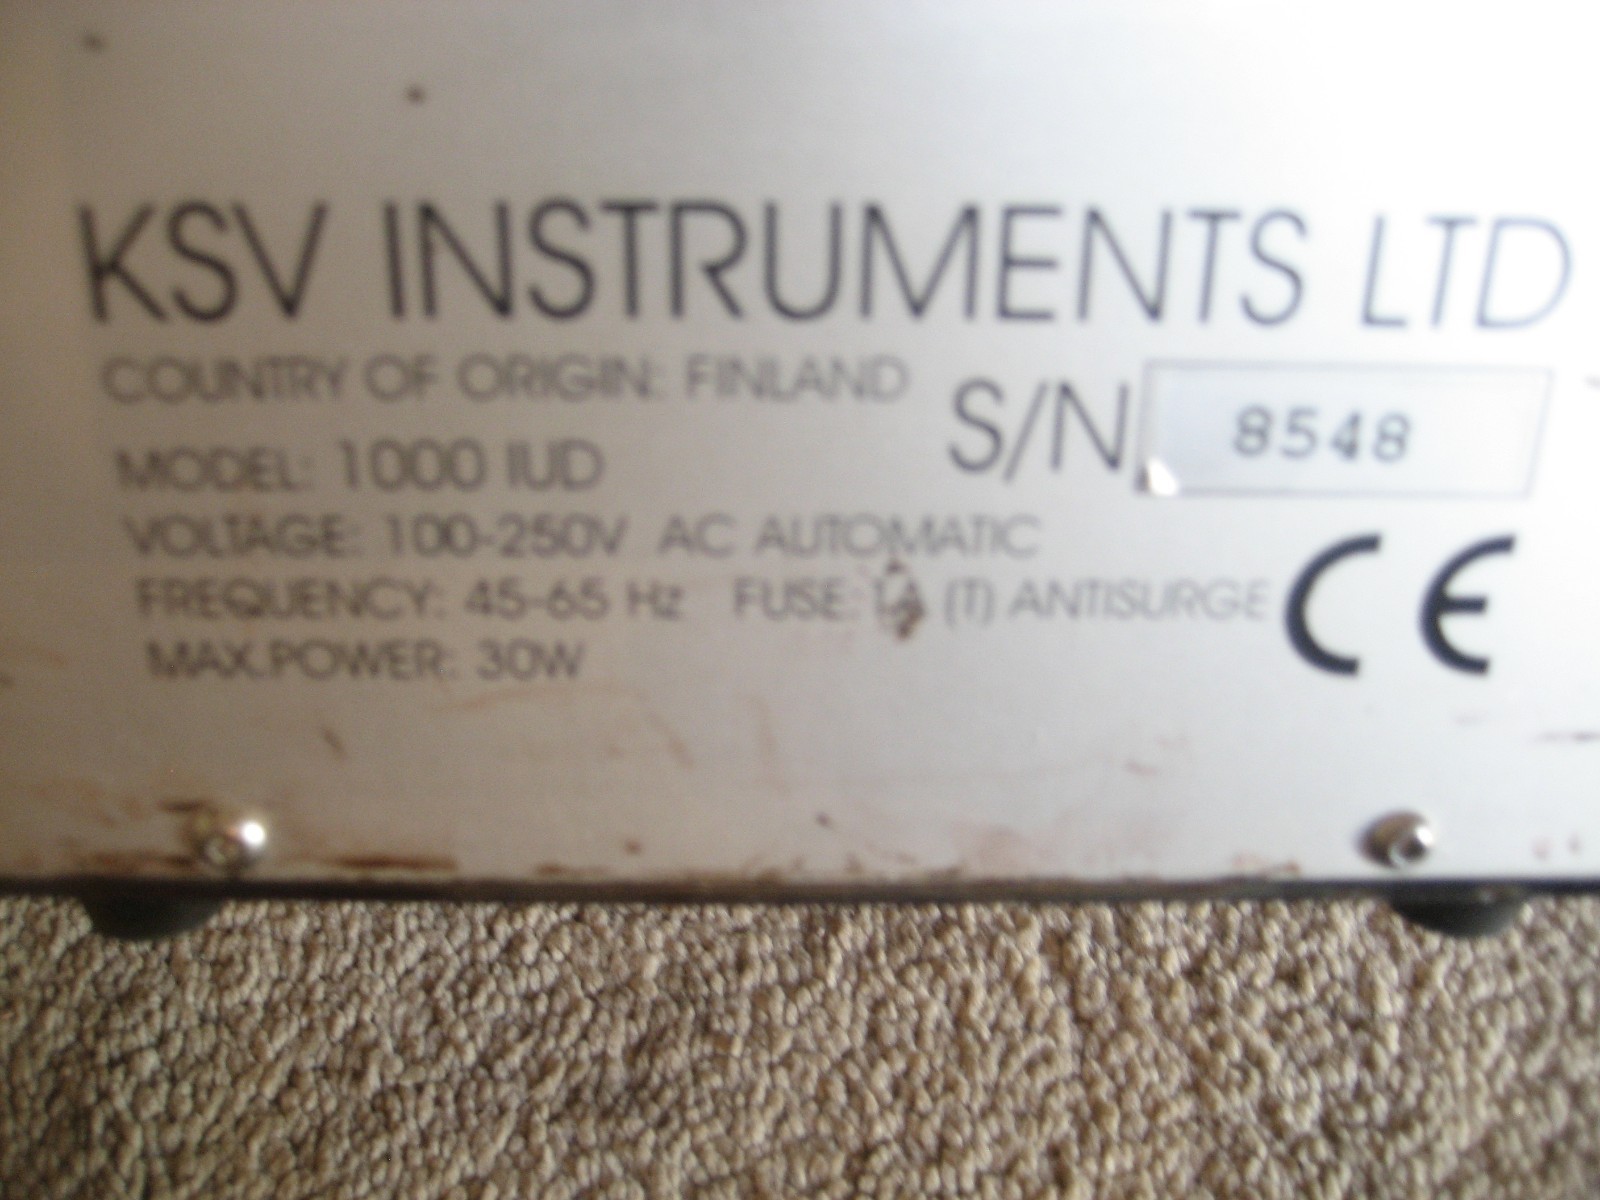 KSV INSTRUMENTS LTD
COUNTRY OF ORIGIN: FINLAND
S/N 8548
MODEL: 1000 IUD
VOLTAGE: 100-250V AC AUTOMATIC
FREQUENCY: 45-65 Hz FUSE: 1A (T) ANTISURGE
MAX.POWER: 30W
CE